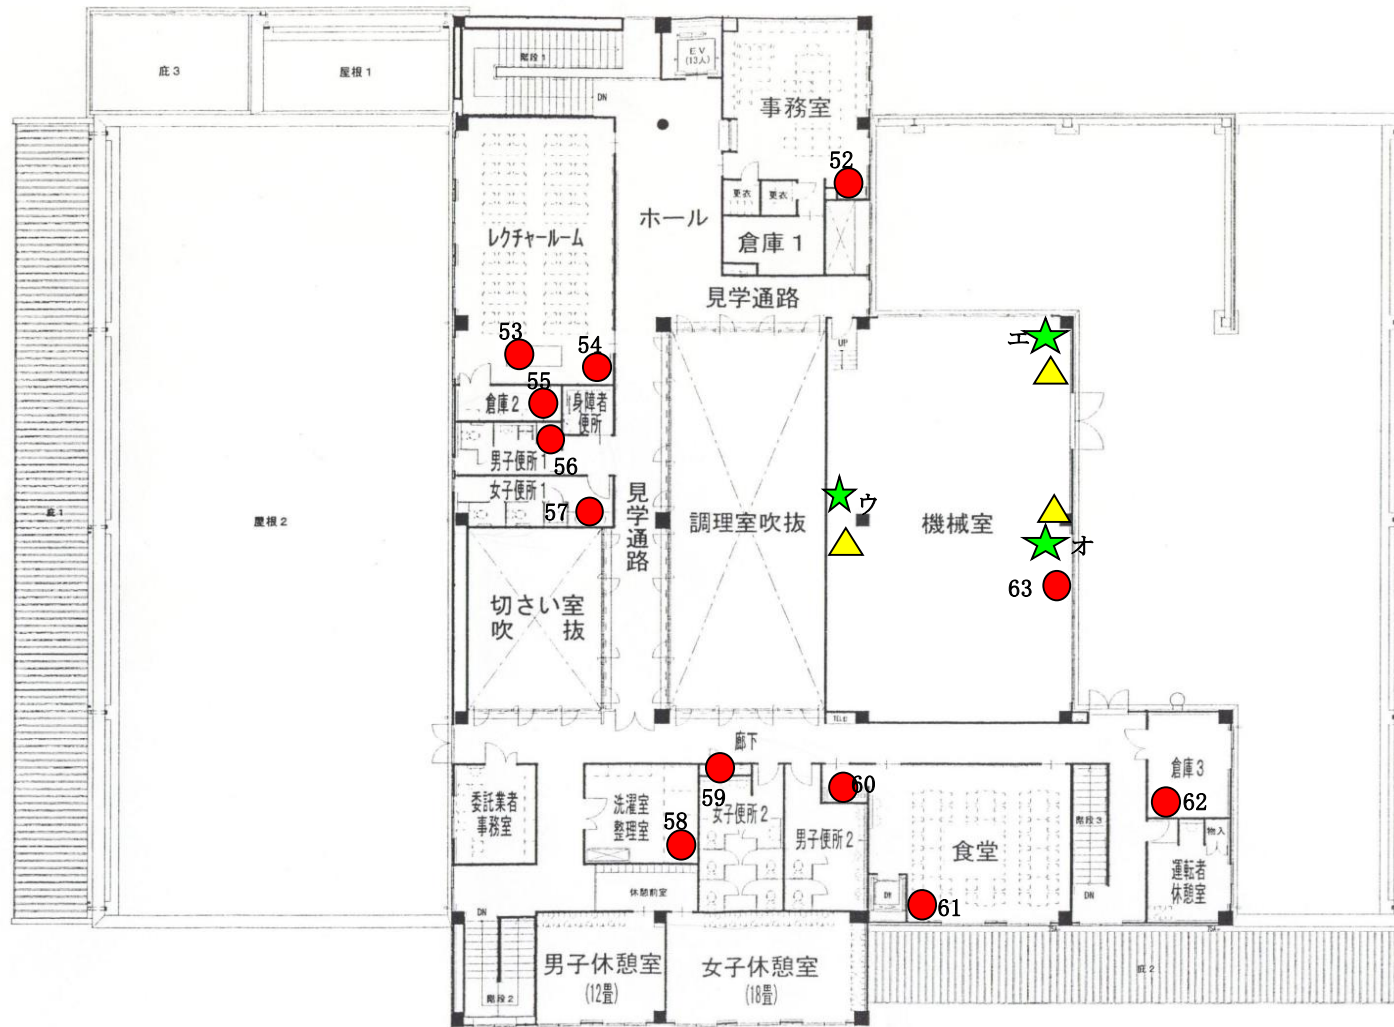 庇3
屋根1
階段1
DN
EV
(13人)
事務室
52
更衣
更衣
倉庫1
ホール
レクチャールーム
見学通路
53
54
55
倉庫2
身障者
便所
男子便所1
56
女子便所1
57
UP
エ
ウ
オ
機械室
63
調理室吹抜
見学通路
切さい室
吹抜
庇1
屋根2
廊下
委託業者
事務室
洗濯室
整理室
58
59
女子便所2
男子便所2
60
食堂
61
階段3
DN
倉庫3
62
物入
運転者
休憩室
休憩前室
DN
階段2
男子休憩室
(12畳)
女子休憩室
(18畳)
庇2